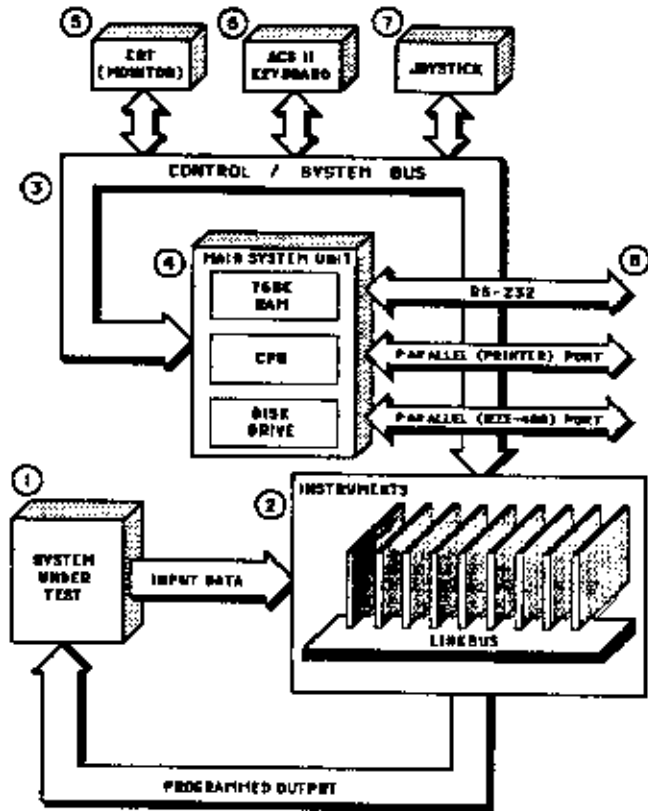 5
6
7
CRT
(MONITOR)
ACS II
KEYBOARD
JOYSTICK
CONTROL / SYSTEM BUS
3
4
MAIN SYSTEM UNIT
RAM
CPU
DISK
DRIVE
8
RS-232
PARALLEL (PRINTER) PORT
PARALLEL (IEEE-488) PORT
1
SYSTEM
UNDER
TEST
INPUT DATA
2
INSTRUMENTS
LINKBUS
PROGRAMMED OUTPUT